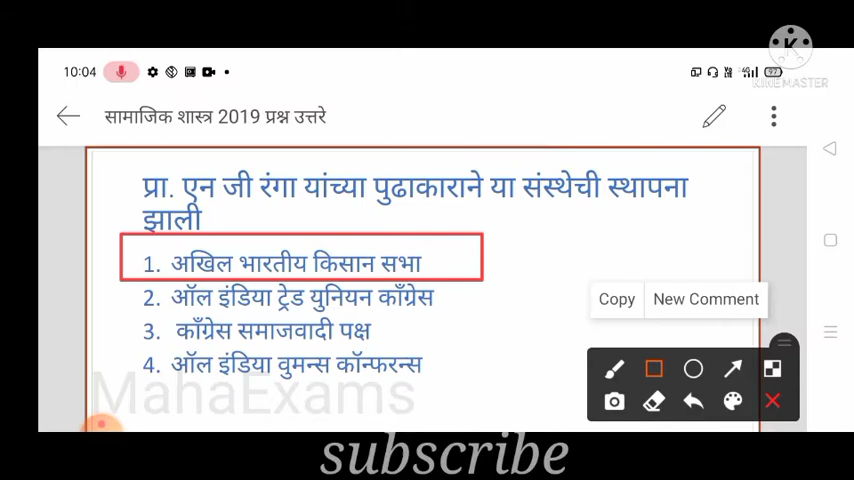 10:04
KINEMASTER
सामाजिक शास्त्र 2019 प्रश्न उत्तरे
प्रा. एन जी रंगा यांच्या पुढाकाराने या संस्थेची स्थापना
झाली
1. अखिल भारतीय किसान सभा
2. ऑल इंडिया ट्रेड युनियन काँग्रेस
3. काँग्रेस समाजवादी पक्ष
4. ऑल इंडिया वुमन्स कॉन्फरन्स
Copy New Comment
MahaExams
subscribe